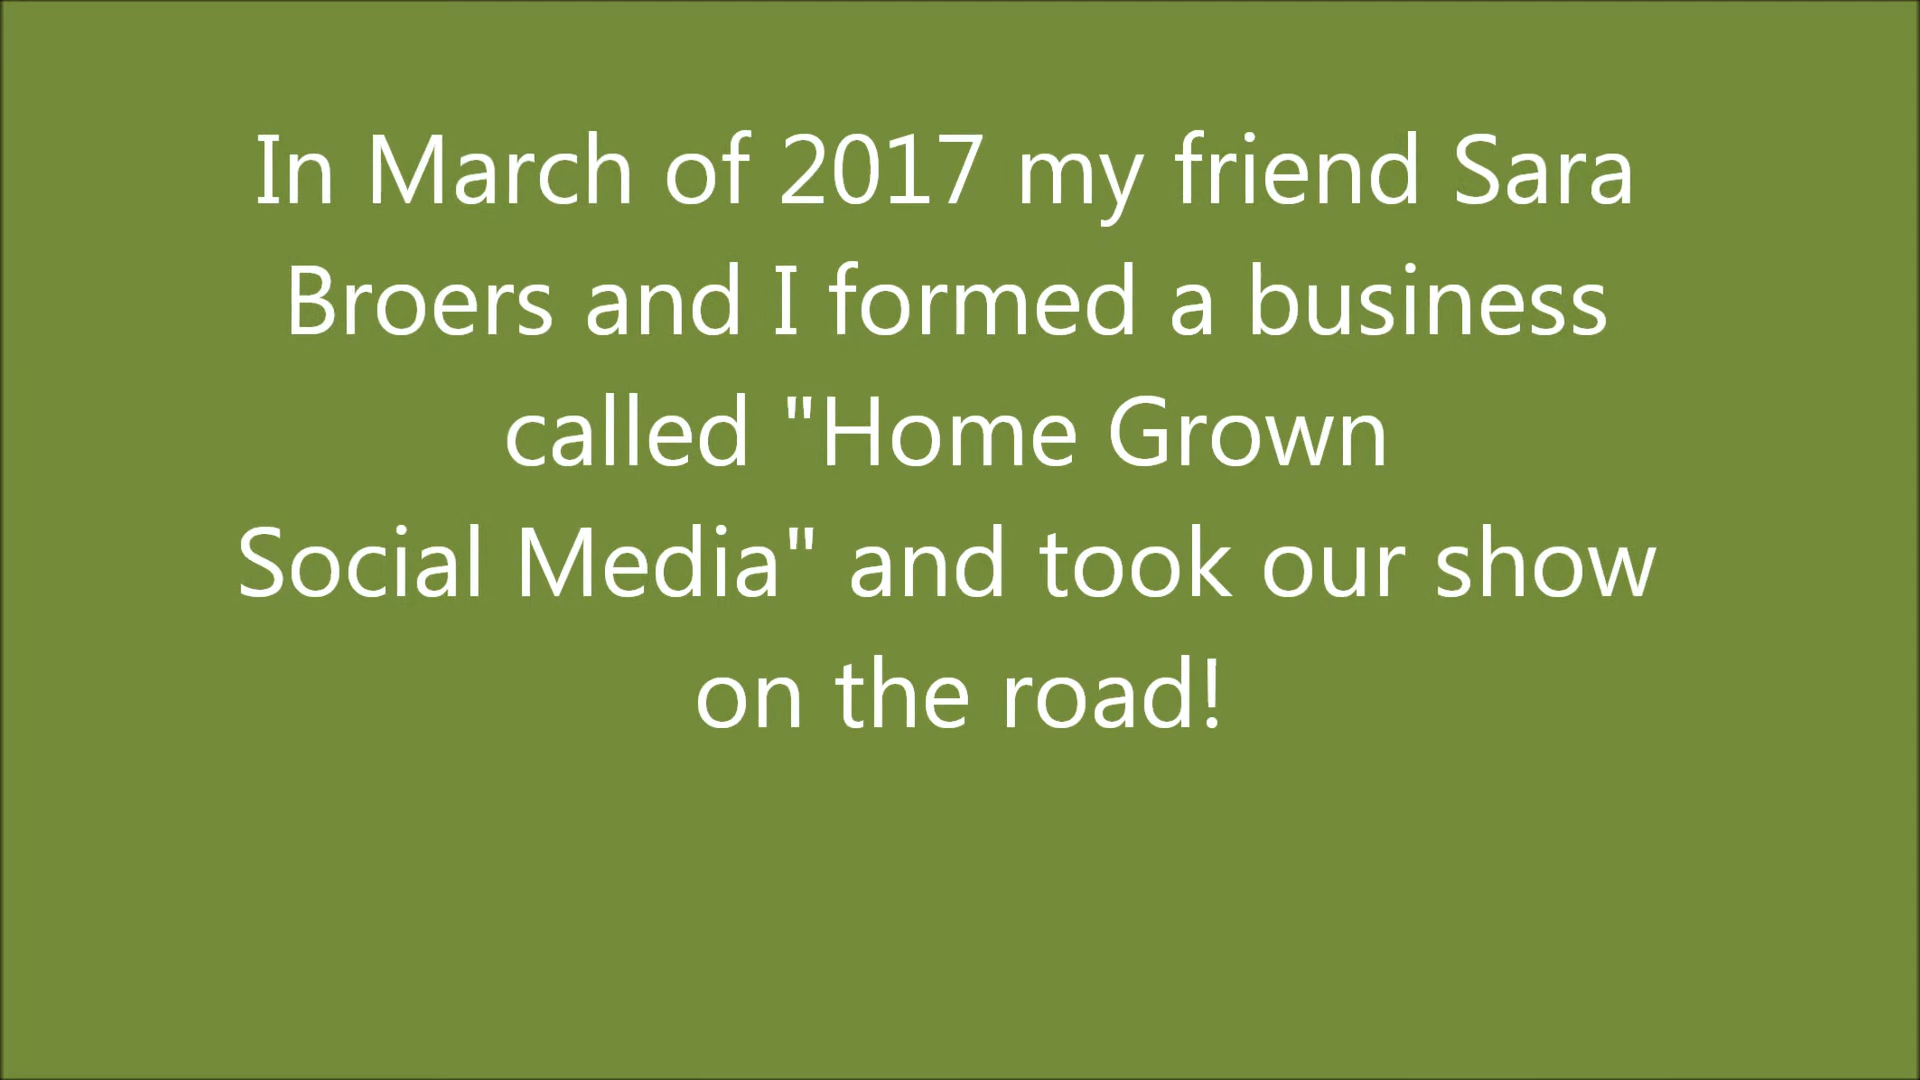 In March of 2017 my friend Sara
Broers and I formed a business
called "Home Grown
Social Media" and took our show
on the road!